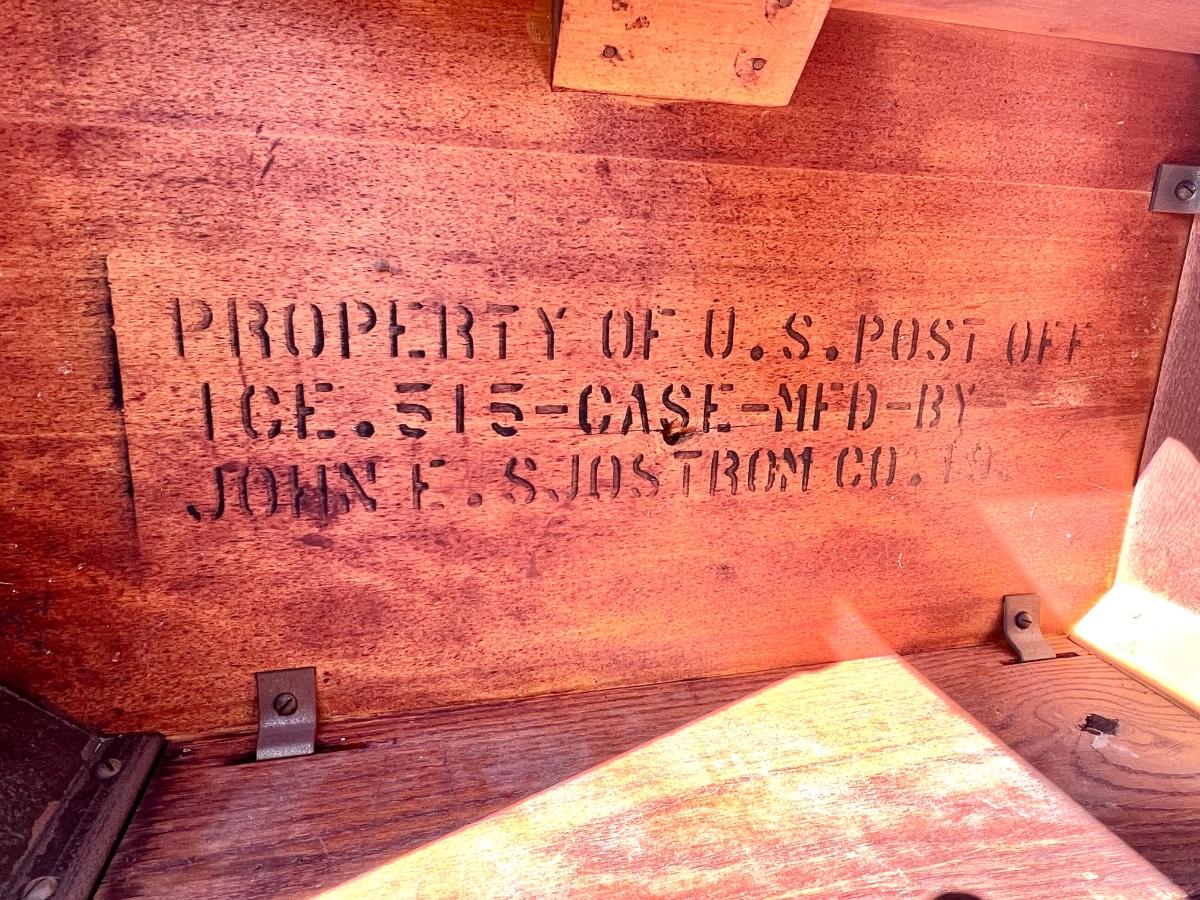 PROPERTY OF U.S. POST OFF
ICE. 515-CASE-MFD-BY-
JOHN E. SJOSTROM CO.